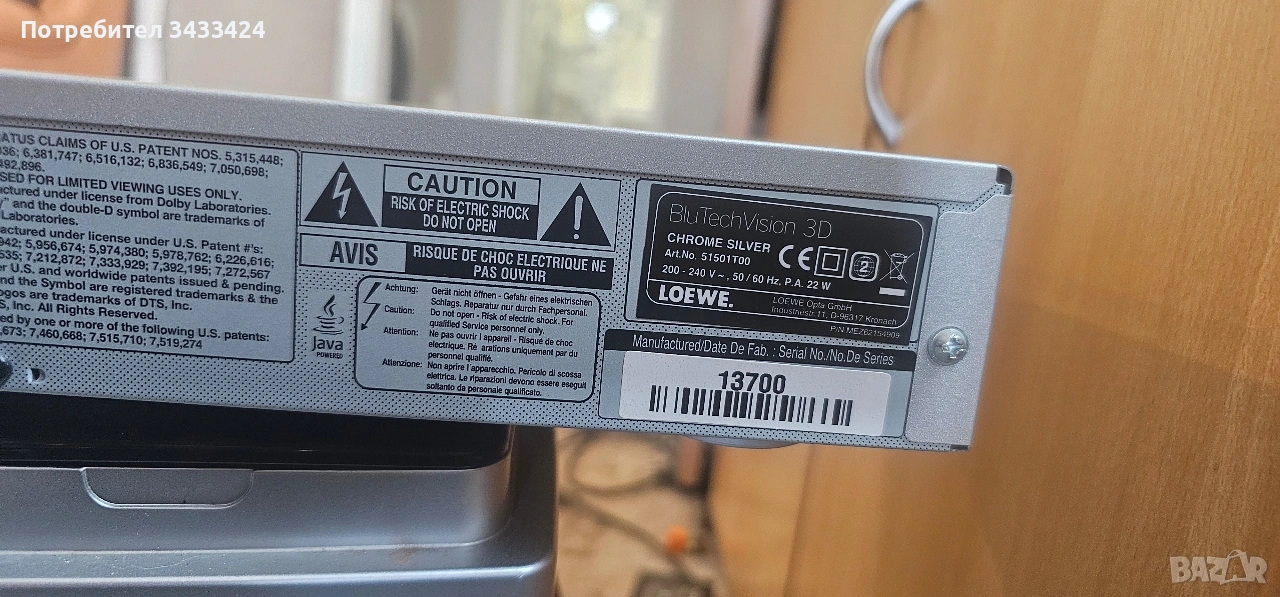 Потребител 3433424
ATUS CLAIMS OF U.S. PATENT NOS. 5,315,448;
336; 6,381,747; 6,516,132; 6,836,549; 7,050,698;
492,896.
SED FOR LIMITED VIEWING USES ONLY.
ctured under license from Dolby Laboratories.
" and the double-D symbol are trademarks of
Laboratories.
actured under license under U.S. Patent #'s:
942; 5,956,674; 5,974,380; 5,978,762; 6,226,616;
535; 7,212,872; 7,333,929; 7,392,195; 7,272,567
er U.S. and worldwide patents issued & pending.
nd the Symbol are registered trademarks &
ogos are trademarks of DTS, Inc.
S, Inc. All Rights Reserved.
ed by one or more of the following U.S. patents:
,673; 7,460,668; 7,515,710; 7,519,274
CAUTION
RISK OF ELECTRIC SHOCK
DO NOT OPEN
AVIS
RISQUE DE CHOC ELECTRIQUE NE
PAS OUVRIR
Java
POWERED
Achtung: Gerät nicht öffnen - Gefahr eines elektrischen
Schlags. Reparatur nur durch Fachpersonal.
Caution: Do not open - Risk of electric shock. For
qualified Service personnel only.
Attention: Ne pas ouvrir l'appareil - Risque de choc
électrique. Ré arations uniquement par du
personnel qualifié.
Attenzione: Non aprire l'apparecchio. Pericolo di scossa
elettrica. Le riparazioni devono essere eseguit
soltanto da personale qualificato.
BluTechVision 3D
CHROME SILVER
Art.No. 51501T00
CE
2
200 - 240 V ~, 50 / 60 Hz, P.A. 22 W
LOEWE.
LOEWE Opta GmbH
Industriestr. 11, D-96317 Kronach
P/N MEZ62154909
Manufactured/Date De Fab. : Serial No./No.De Series
13700
BAZAR